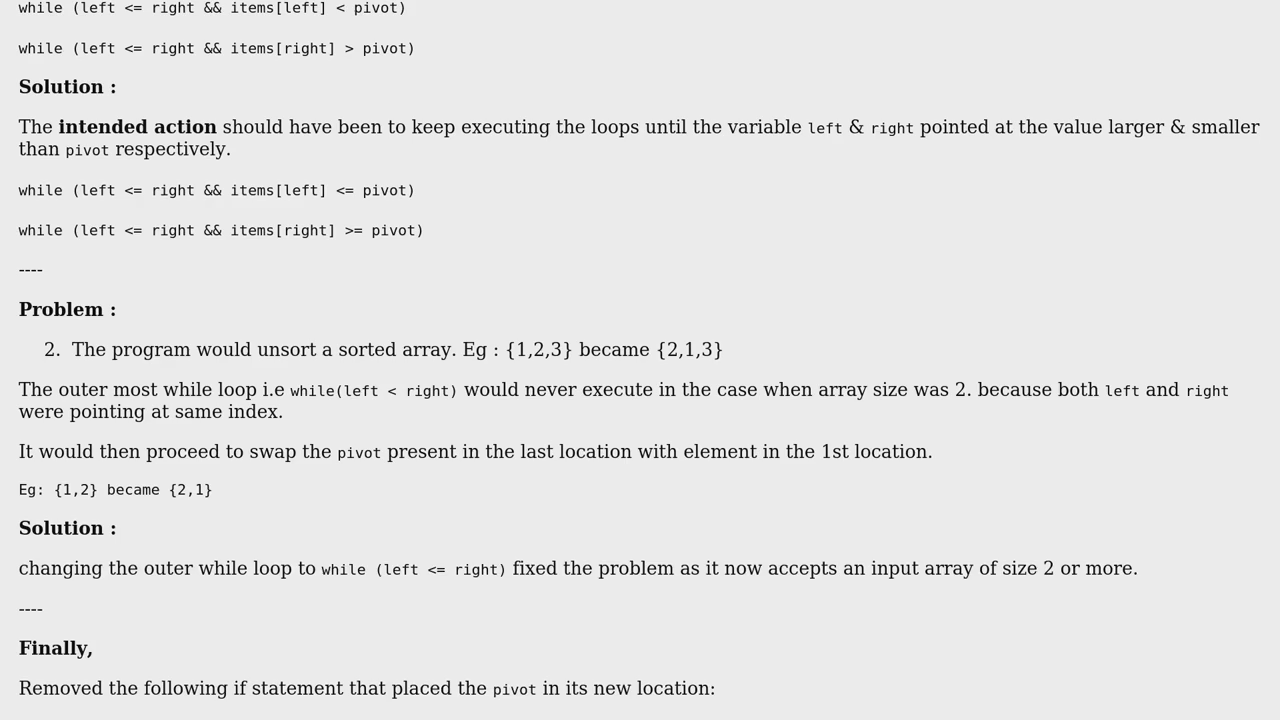 while (left <= right && items[left] < pivot)
while (left <= right && items[right] > pivot)
Solution :
The intended action should have been to keep executing the loops until the variable left & right pointed at the value larger & smaller
than pivot respectively.
while (left <= right && items[left] <= pivot)
while (left <= right && items[right] >= pivot)
----
Problem :
2. The program would unsort a sorted array. Eg : {1,2,3} became {2,1,3}
The outer most while loop i.e while(left < right) would never execute in the case when array size was 2. because both left and right
were pointing at same index.
It would then proceed to swap the pivot present in the last location with element in the 1st location.
Eg: {1,2} became {2,1}
Solution :
changing the outer while loop to while (left <= right) fixed the problem as it now accepts an input array of size 2 or more.
----
Finally,
Removed the following if statement that placed the pivot in its new location: